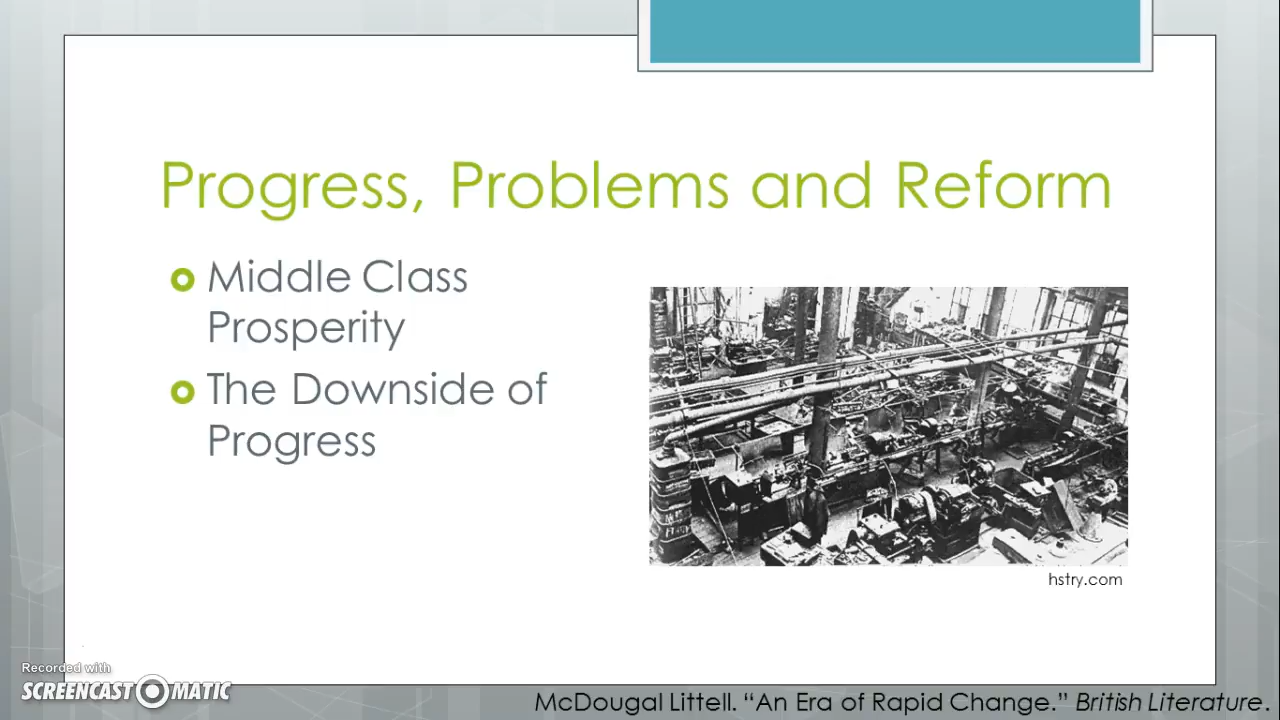 Progress, Problems and Reform
Middle Class
Prosperity
The Downside of
Progress
hstry.com
Recorded with
SCREENCAST-O-MATIC
McDougal Littell. “An Era of Rapid Change.” British Literature.